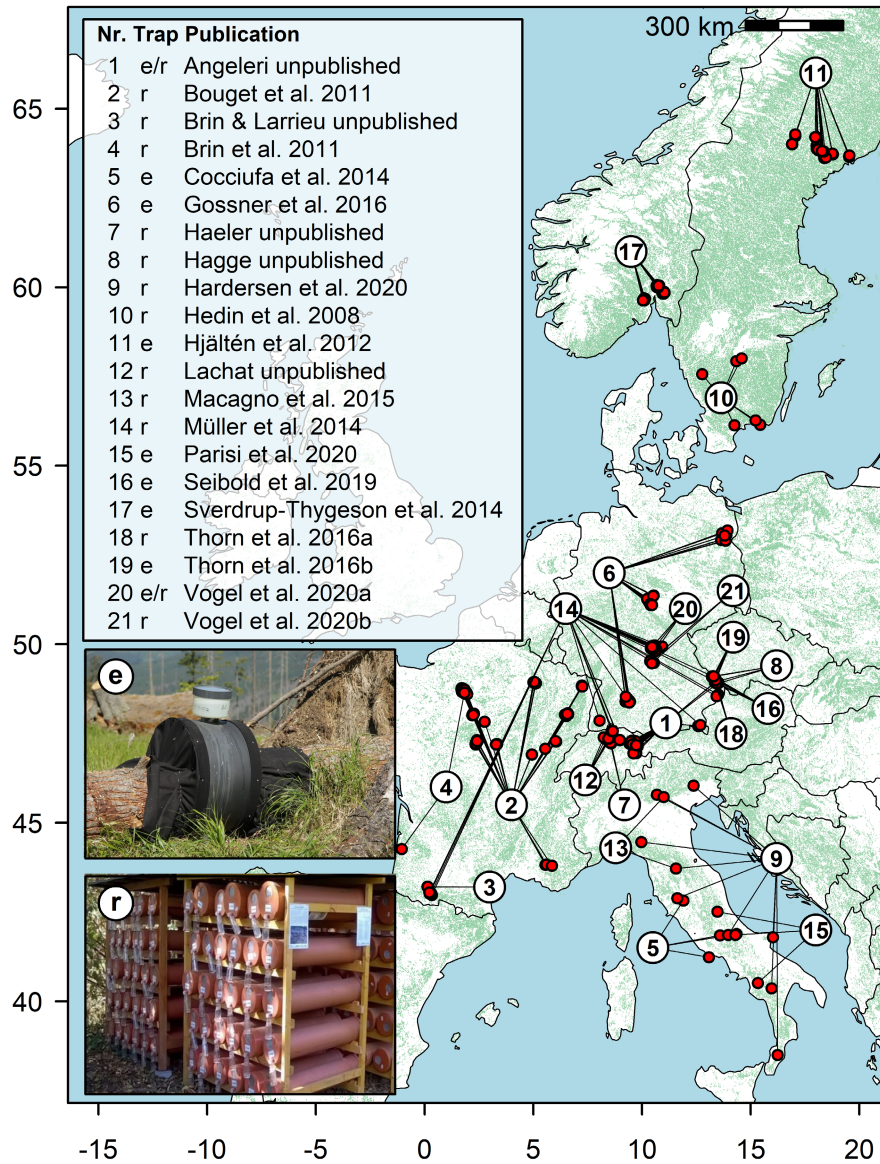 300 km
Nr. Trap Publication
1 e/r Angeleri unpublished
2 r Bouget et al. 2011
3 r Brin & Larrieu unpublished
4 r Brin et al. 2011
5 e Cocciufa et al. 2014
6 e Gossner et al. 2016
7 r Haeler unpublished
8 r Hagge unpublished
9 r Hardersen et al. 2020
10 r Hedin et al. 2008
11 e Hjältén et al. 2012
12 r Lachat unpublished
13 r Macagno et al. 2015
14 r Müller et al. 2014
15 e Parisi et al. 2020
16 e Seibold et al. 2019
17 e Sverdrup-Thygeson et al. 2014
18 r Thorn et al. 2016a
19 e Thorn et al. 2016b
20 e/r Vogel et al. 2020a
21 r Vogel et al. 2020b
11
17
10
6
14
20
21
19
8
16
18
1
12
7
2
4
3
13
9
5
15
e
r
65
60
55
50
45
40
-15 -10 -5 0 5 10 15 20